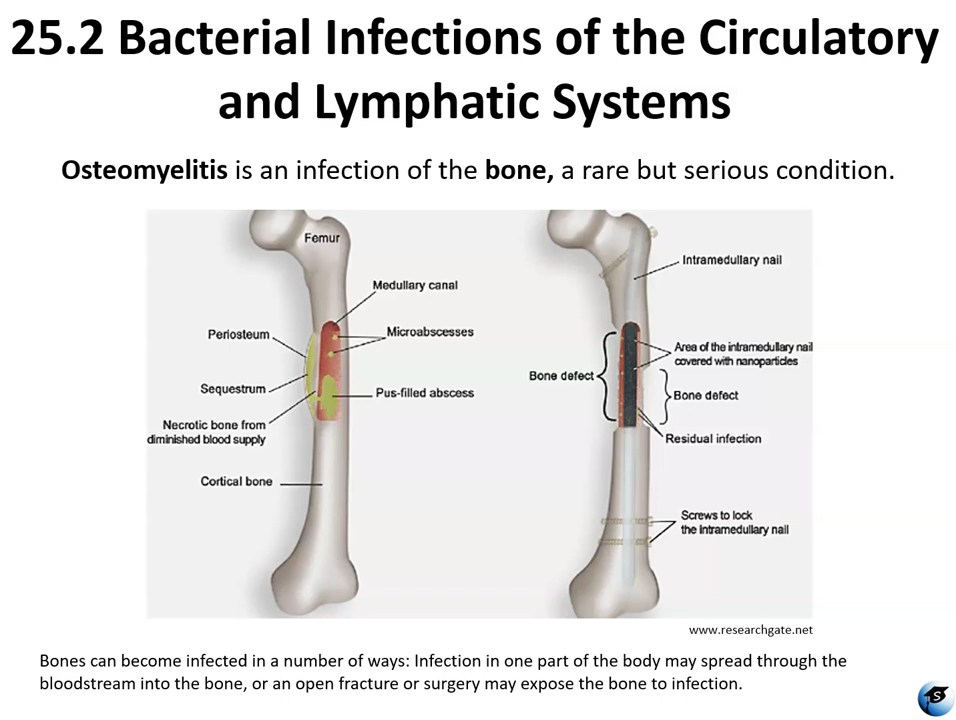 25.2 Bacterial Infections of the Circulatory
and Lymphatic Systems
Osteomyelitis is an infection of the bone, a rare but serious condition.
Femur
Medullary canal
Periosteum
Microabscesses
Sequestrum
Pus-filled abscess
Necrotic bone from
diminished blood supply
Cortical bone
Intramedullary nail
Area of the intramedullary nail
covered with nanoparticles
Bone defect
Bone defect
Residual infection
Screws to lock
the intramedullary nail
www.researchgate.net
Bones can become infected in a number of ways: Infection in one part of the body may spread through the
bloodstream into the bone, or an open fracture or surgery may expose the bone to infection.
S